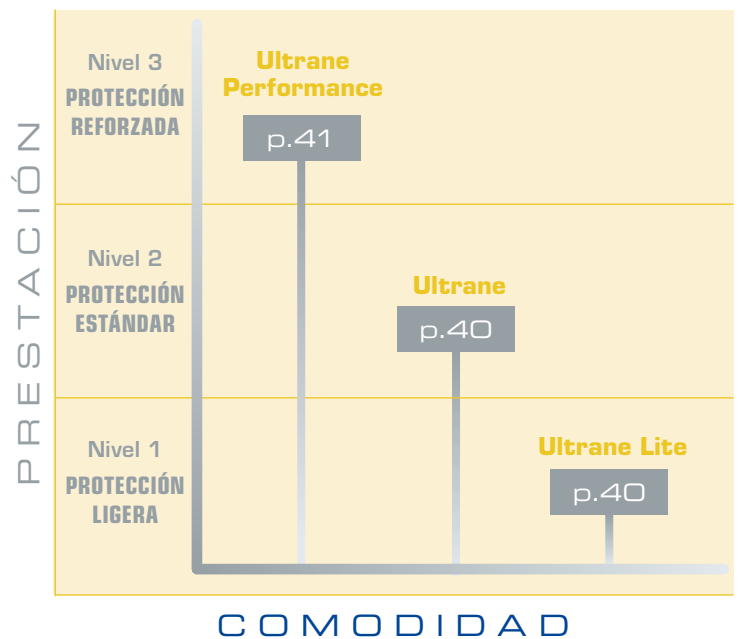 PRESTACIÓN
Nivel 3
PROTECCIÓN
REFORZADA
Ultrane
Performance
p.41
Nivel 2
PROTECCIÓN
ESTÁNDAR
Ultrane
p.40
Nivel 1
PROTECCIÓN
LIGERA
Ultrane Lite
p.40
COMODIDAD